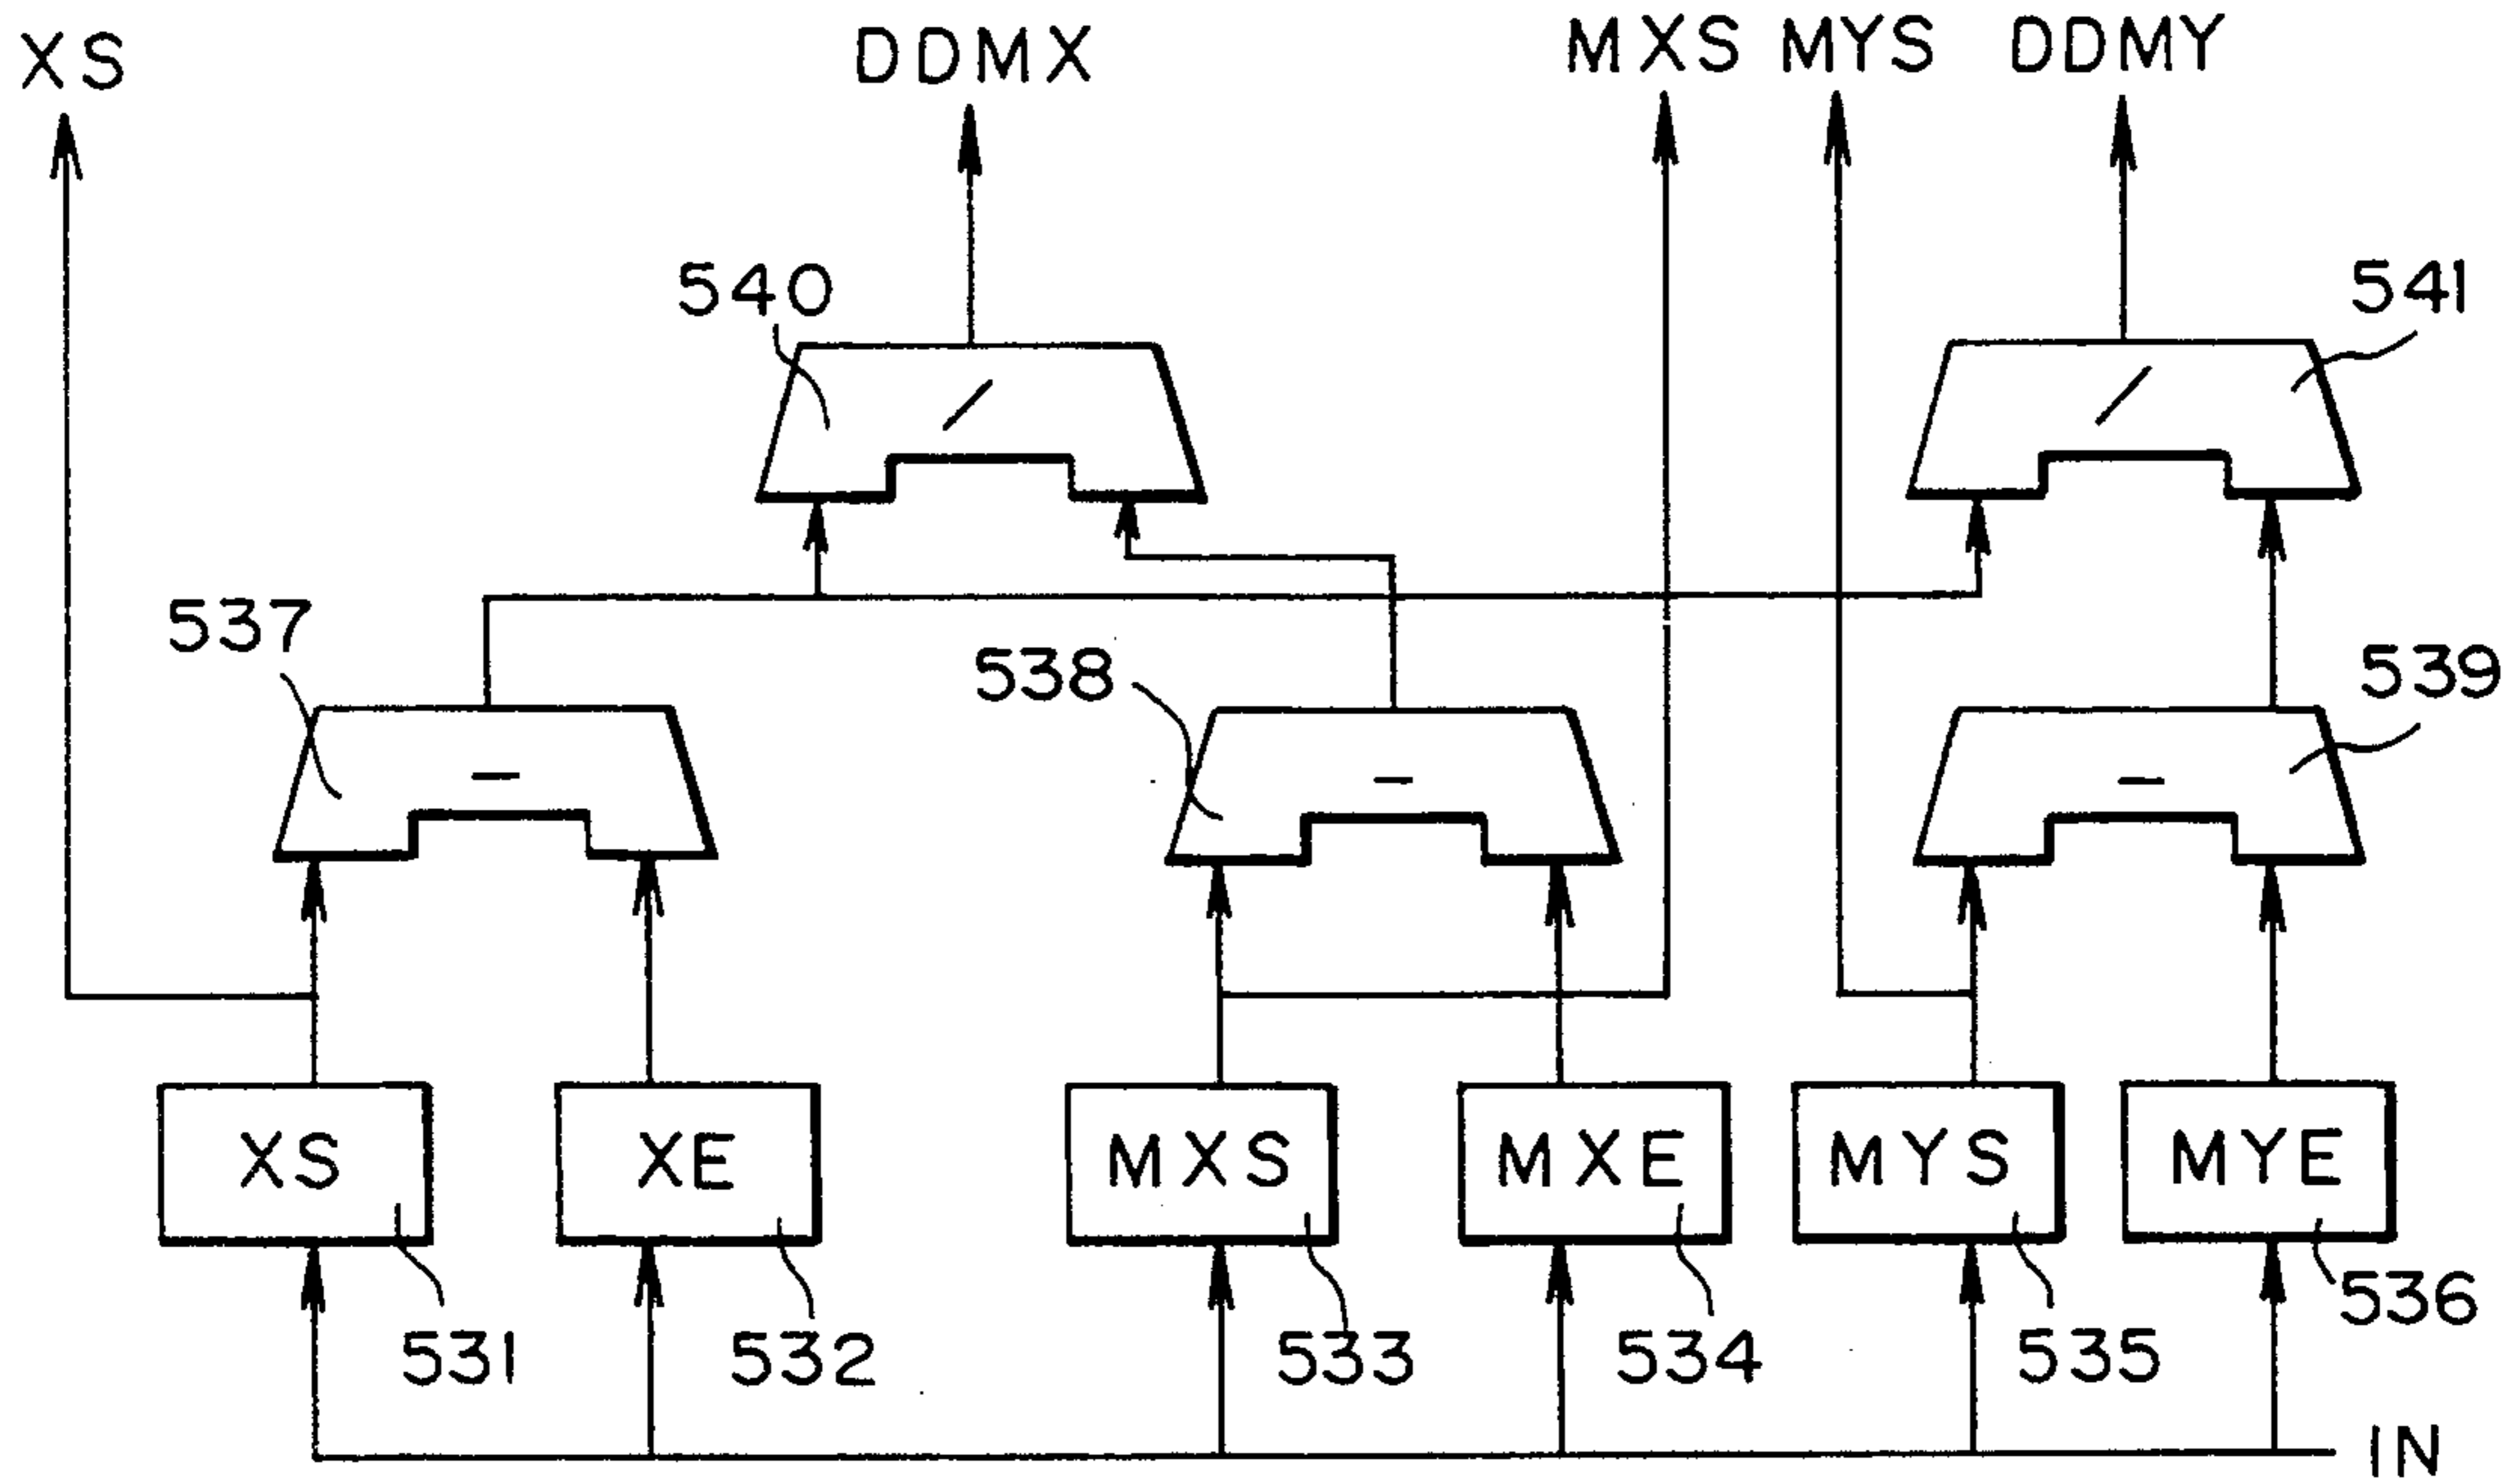 XS DDMX MXS MYS DDMY
540 541
/ /
537 538 539
- - -
XS XE MXS MXE MYS MYE
531 532 533 534 535 536
IN